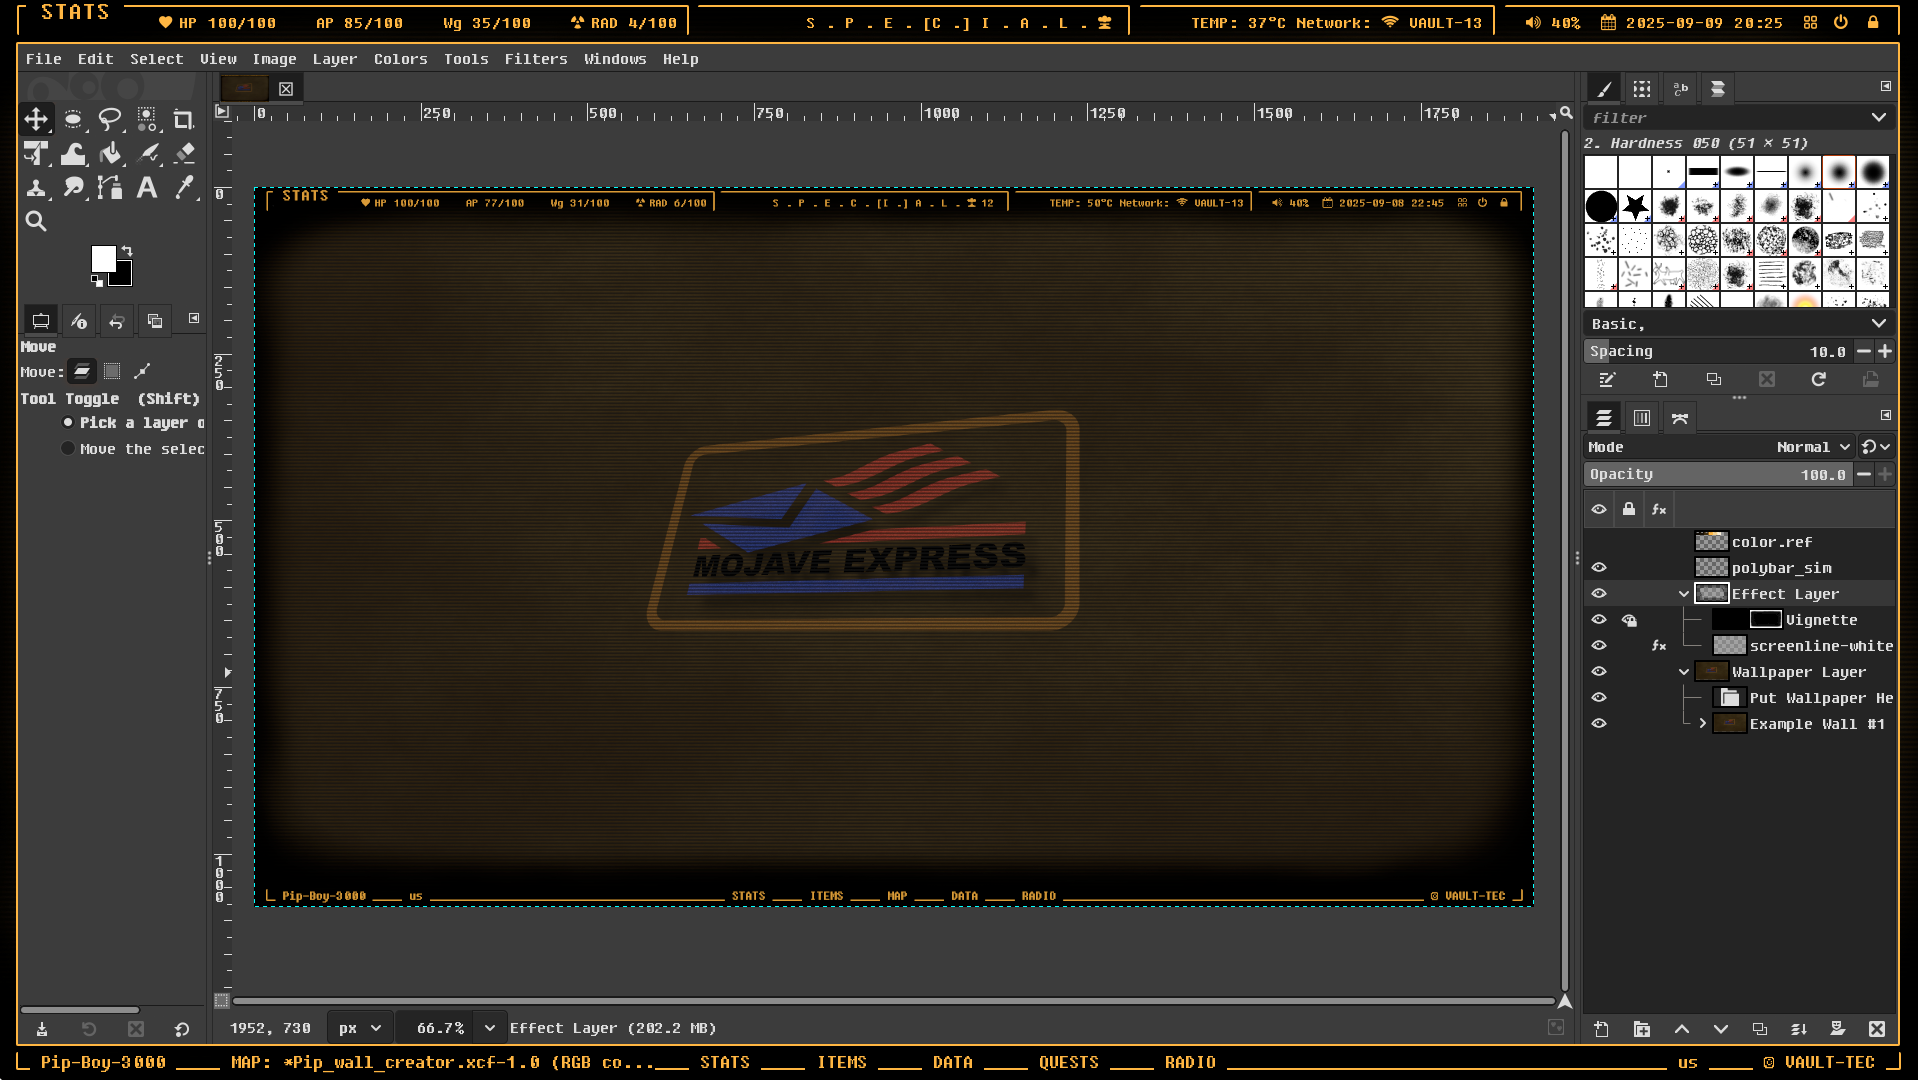 STATS
HP 100/100 AP 85/100 Wg 35/100 RAD 4/100
S . P . E . [C .] I . A . L .
TEMP: 37°C Network: VAULT-13
40% 2025-09-09 20:25
File Edit Select View Image Layer Colors Tools Filters Windows Help
0 250 500 750 1000 1250 1500 1750
filter
2. Hardness 050 (51 × 51)
STATS
HP 100/100 AP 77/100 Wg 31/100 RAD 6/100
S . P . E . C . [I .] A . L . 12
TEMP: 50°C Network: VAULT-13
40% 2025-09-08 22:45
0
250
500
750
1000
Move
Move:
Tool Toggle (Shift)
Pick a layer o
Move the selec
MOJAVE EXPRESS
Basic,
Spacing 10.0
Mode Normal
Opacity 100.0
fx
color.ref
polybar_sim
Effect Layer
Vignette
fx screenline-white
Wallpaper Layer
Put Wallpaper He
Example Wall #1
Pip-Boy-3000 us STATS ITEMS MAP DATA RADIO © VAULT-TEC
1952, 730 px 66.7% Effect Layer (202.2 MB)
Pip-Boy-3000 MAP: *Pip_wall_creator.xcf-1.0 (RGB co... STATS ITEMS DATA QUESTS RADIO us © VAULT-TEC